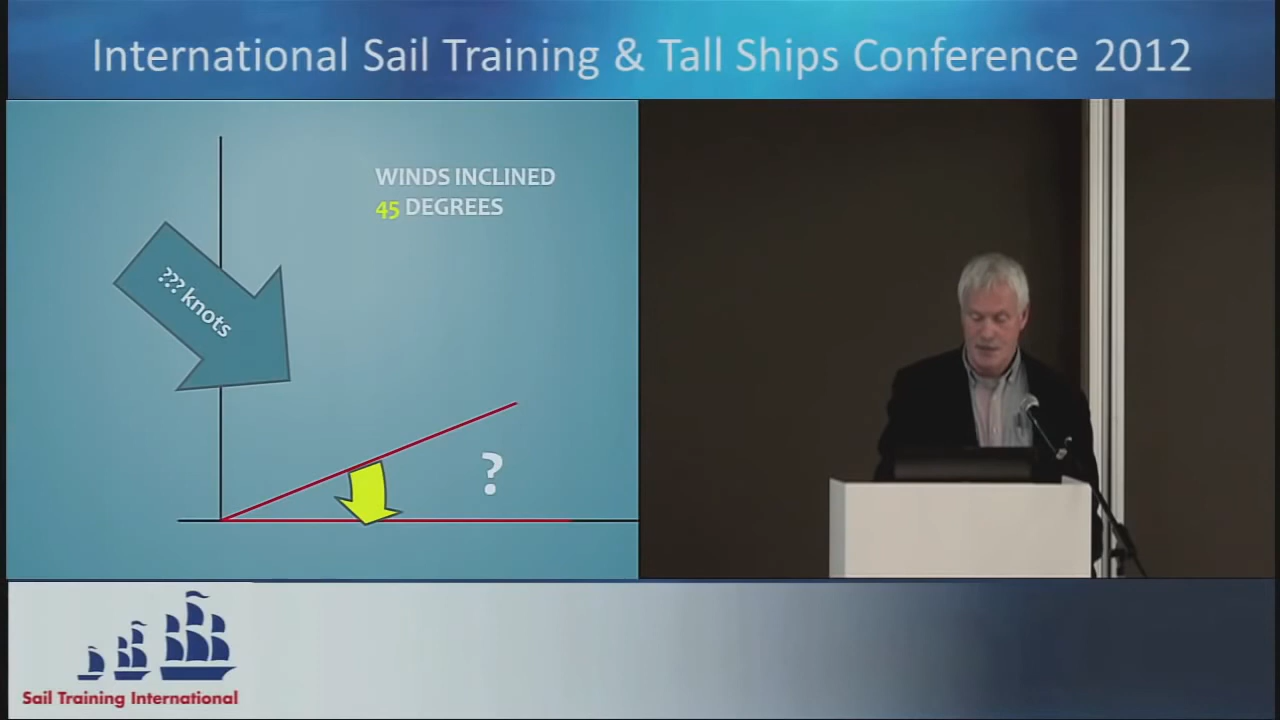 International Sail Training & Tall Ships Conference 2012
WINDS INCLINED
45 DEGREES
??? knots
?
Sail Training International